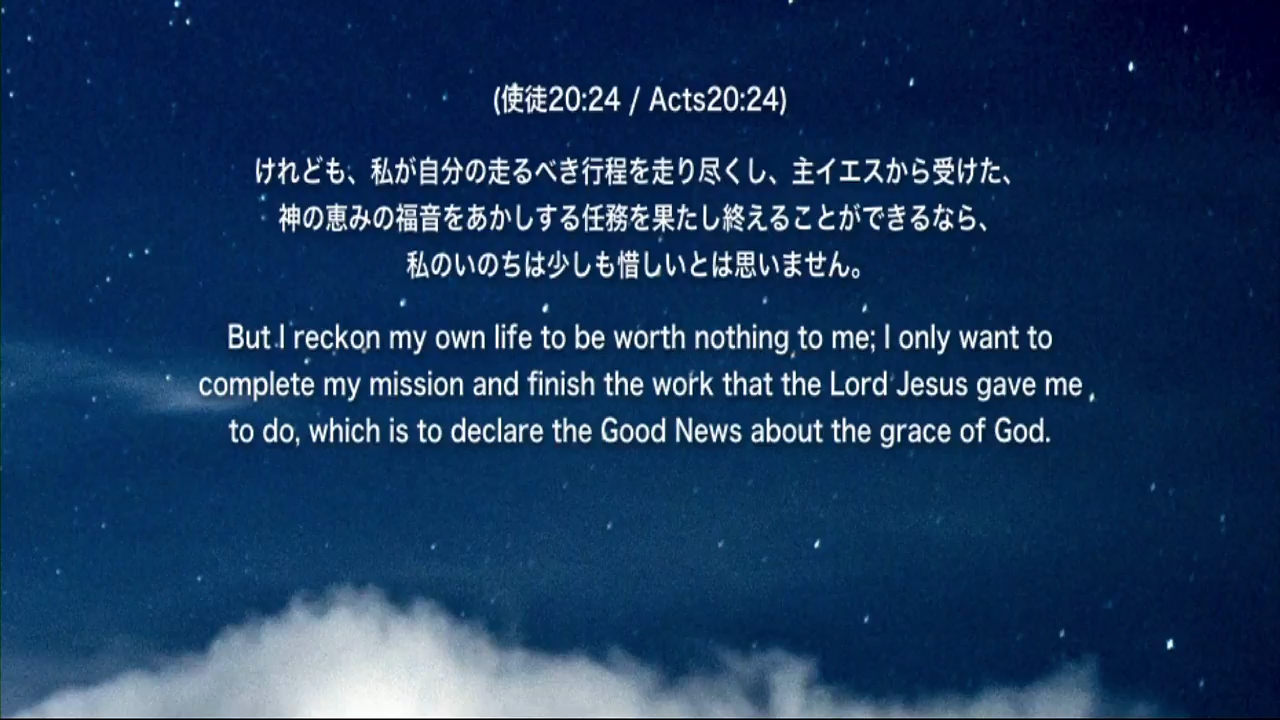 (使徒20:24 / Acts20:24)
けれども、私が自分の走るべき行程を走り尽くし、主イエスから受けた、
神の恵みの福音をあかしする任務を果たし終えることができるなら、
私のいのちは少しも惜しいとは思いません。
But I reckon my own life to be worth nothing to me; I only want to
complete my mission and finish the work that the Lord Jesus gave me
to do, which is to declare the Good News about the grace of God.